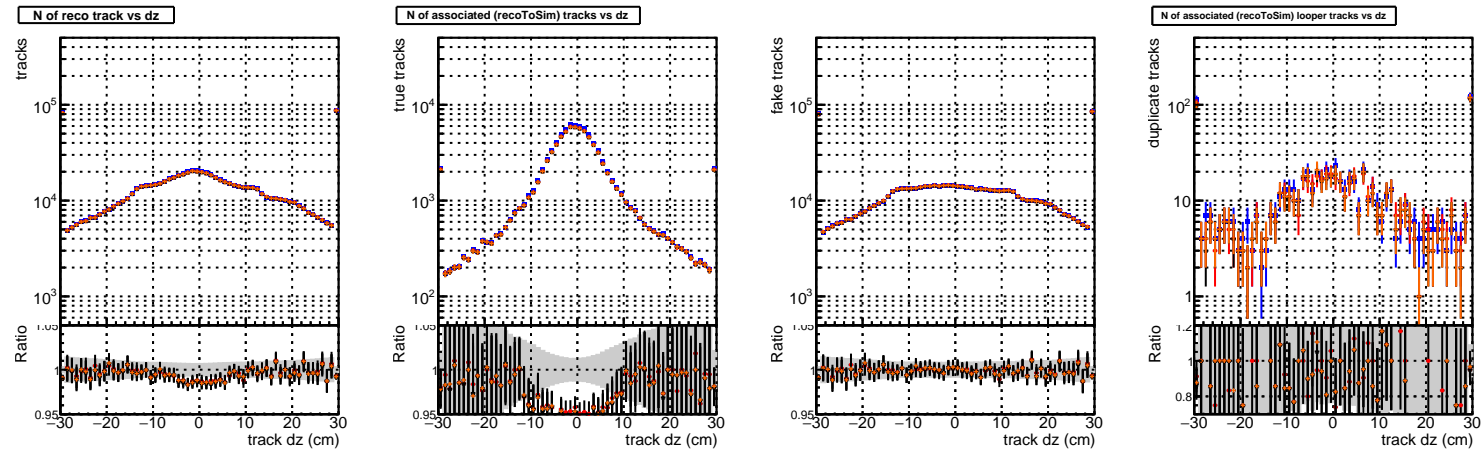 N of reco track vs dz
tracks
10^5
10^4
10^3
Ratio
1.05
1
0.95
−30 −20 −10 0 10 20 30
track dz (cm)
N of associated (recoToSim) tracks vs dz
true tracks
10^4
10^3
10^2
Ratio
1.05
1
0.95
−30 −20 −10 0 10 20 30
track dz (cm)
fake tracks
10^5
10^4
10^3
Ratio
1.05
1
0.95
−30 −20 −10 0 10 20 30
track dz (cm)
N of associated (recoToSim) looper tracks vs dz
duplicate tracks
10^2
10
1
Ratio
1.2
1
0.8
−30 −20 −10 0 10 20 30
track dz (cm)